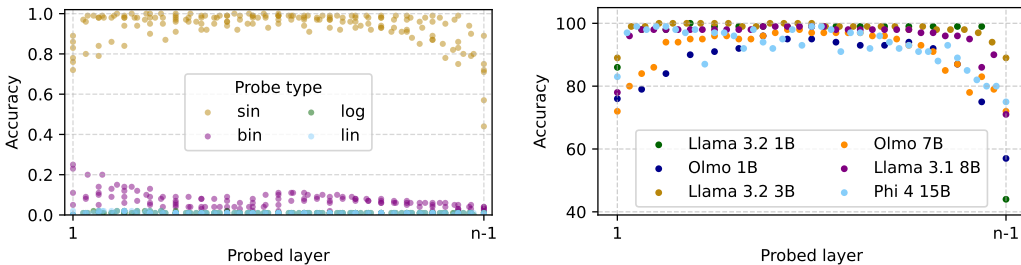 1.0
0.8
0.6
0.4
0.2
0.0
Accuracy
Probe type
sin
log
bin
lin
1
n-1
Probed layer
100
80
60
40
Accuracy
Llama 3.2 1B
Olmo 7B
Olmo 1B
Llama 3.1 8B
Llama 3.2 3B
Phi 4 15B
1
n-1
Probed layer